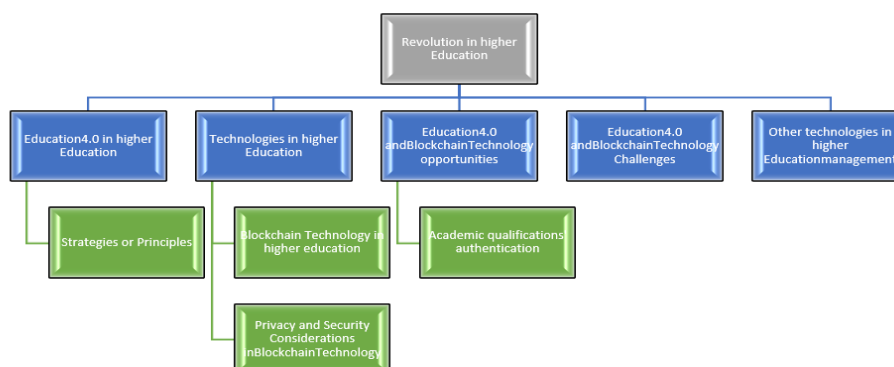 Revolution in higher
Education
Education4.0 in higher
Education
Technologies in higher
Education
Education4.0
andBlockchainTechnology
opportunities
Education4.0
andBlockchainTechnology
Challenges
Other technologies in
higher
Educationmanagement
Strategies or Principles
Blockchain Technology in
higher education
Academic qualifications
authentication
Privacy and Security
Considerations
inBlockchainTechnology